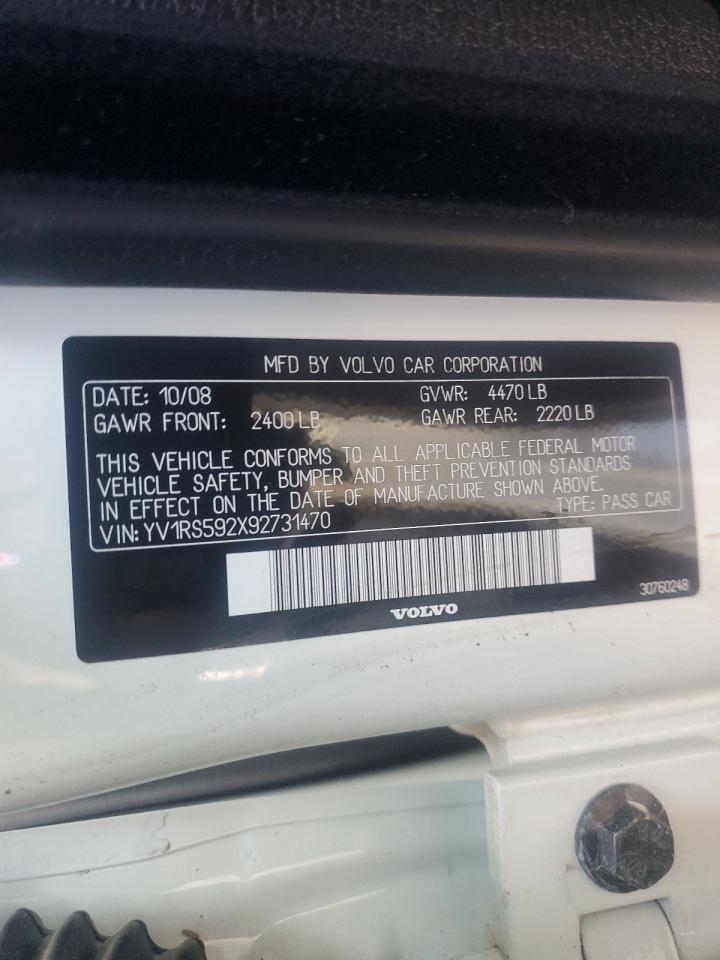 MFD BY VOLVO CAR CORPORATION
DATE: 10/08 GVWR: 4470 LB
GAWR FRONT: 2400 LB GAWR REAR: 2220 LB
THIS VEHICLE CONFORMS TO ALL APPLICABLE FEDERAL MOTOR
VEHICLE SAFETY, BUMPER AND THEFT PREVENTION STANDARDS
IN EFFECT ON THE DATE OF MANUFACTURE SHOWN ABOVE.
VIN: YV1RS592X92731470 TYPE: PASS CAR
30760248
VOLVO